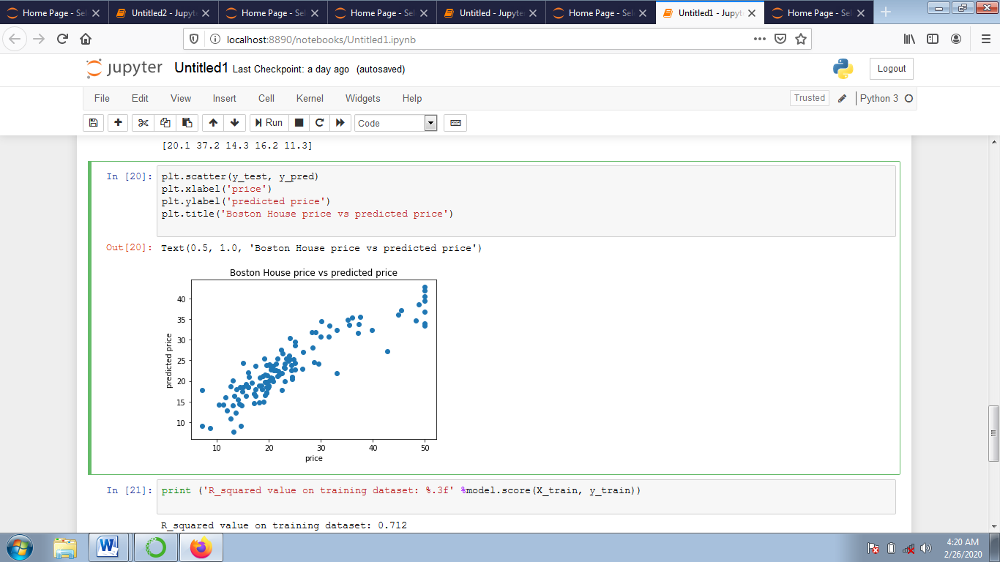 Home Page - Sel
Untitled2 - Jupyte
Home Page - Sel
Home Page - Sel
Untitled - Jupyter
Home Page - Sel
Untitled1 - Jupyte
Home Page - Sel
localhost:8890/notebooks/Untitled1.ipynb
jupyter Untitled1 Last Checkpoint: a day ago (autosaved)
Logout
File Edit View Insert Cell Kernel Widgets Help
Trusted
Python 3
Run
Code
[20.1 37.2 14.3 16.2 11.3]
In [20]: plt.scatter(y_test, y_pred)
plt.xlabel('price')
plt.ylabel('predicted price')
plt.title('Boston House price vs predicted price')
Out[20]: Text(0.5, 1.0, 'Boston House price vs predicted price')
Boston House price vs predicted price
predicted price
40
35
30
25
20
15
10
10 20 30 40 50
price
In [21]: print ('R_squared value on training dataset: %.3f' %model.score(X_train, y_train))
R_squared value on training dataset: 0.712
4:20 AM
2/26/2020